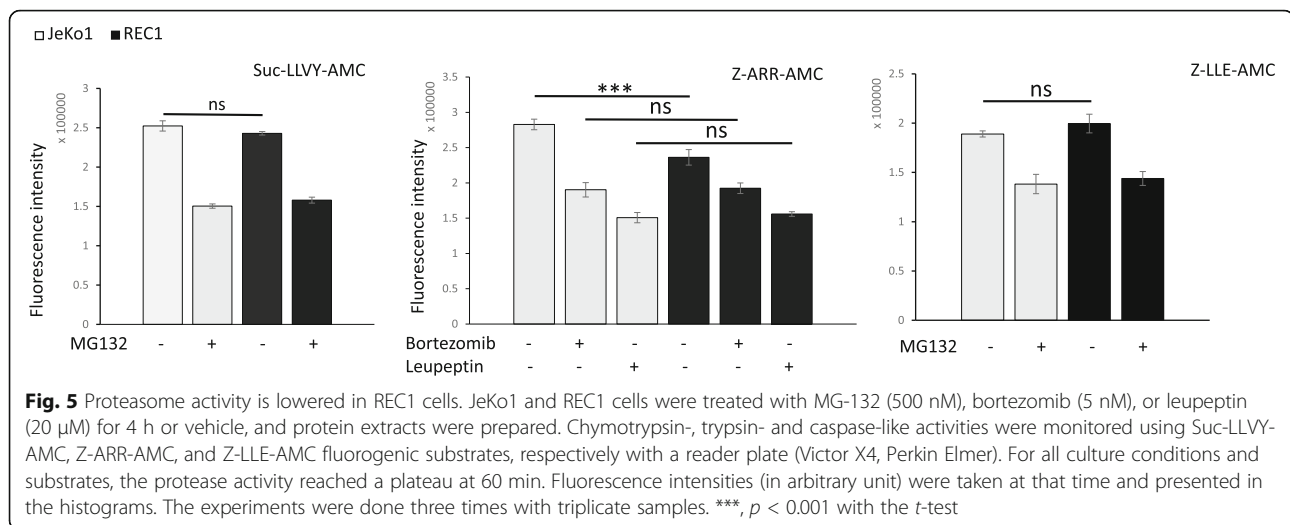 □ JeKo1 ■ REC1
Suc-LLVY-AMC
Fluorescence intensity
x 100000
3
2.5
2
1.5
1
0.5
0
ns
MG132 - + - +
Z-ARR-AMC
Fluorescence intensity
x 100000
3.5
3
2.5
2
1.5
1
0.5
0
***
ns
ns
Bortezomib - + - - + -
Leupeptin - - + - - +
Z-LLE-AMC
x 100000
2.5
2
1.5
1
0.5
0
ns
MG132 - + - +
Fig. 5 Proteasome activity is lowered in REC1 cells. JeKo1 and REC1 cells were treated with MG-132 (500 nM), bortezomib (5 nM), or leupeptin
(20 μM) for 4 h or vehicle, and protein extracts were prepared. Chymotrypsin-, trypsin- and caspase-like activities were monitored using Suc-LLVY-
AMC, Z-ARR-AMC, and Z-LLE-AMC fluorogenic substrates, respectively with a reader plate (Victor X4, Perkin Elmer). For all culture conditions and
substrates, the protease activity reached a plateau at 60 min. Fluorescence intensities (in arbitrary unit) were taken at that time and presented in
the histograms. The experiments were done three times with triplicate samples. ***, p < 0.001 with the t-test